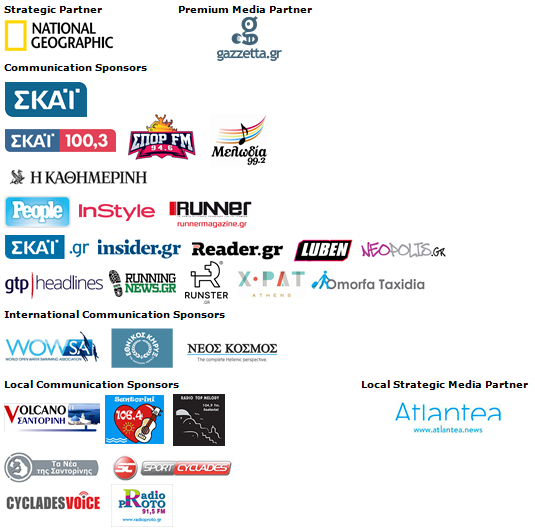 Strategic Partner
Premium Media Partner
NATIONAL
GEOGRAPHIC
gazzetta.gr
Communication Sponsors
ΣΚΑΪ
ΣΚΑΪ 100,3
ΣΠΟΡ FM
94.6
Μελωδία
99.2
Η ΚΑΘΗΜΕΡΙΝΗ
People
InStyle
RUNNER
runnermagazine.gr
ΣΚΑΪ.gr
insider.gr
Reader.gr
LUBEN
NEOPOLIS.GR
gtp headlines
RUNNING
NEWS.GR
RUNSTER
.GR
X·PAT
ATHENS
Omorfa Taxidia
International Communication Sponsors
WOWSA
WORLD OPEN WATER SWIMMING ASSOCIATION
ΕΘΝΙΚΟΣ ΚΗΡΥΞ
ΝΕΟΣ ΚΟΣΜΟΣ
The complete Hellenic perspective
Local Communication Sponsors
Local Strategic Media Partner
VOLCANO
ΣΑΝΤΟΡΙΝΗ
Santorini
108.4
RADIO TOP MELODY
104,9 fm.
Atlantea
www.atlantea.news
Τα Νέα
της Σαντορίνης
SC SPORT CYCLADES
CYCLADES VOICE
Radio
PROTO
91,5 FM
www.radioproto.gr